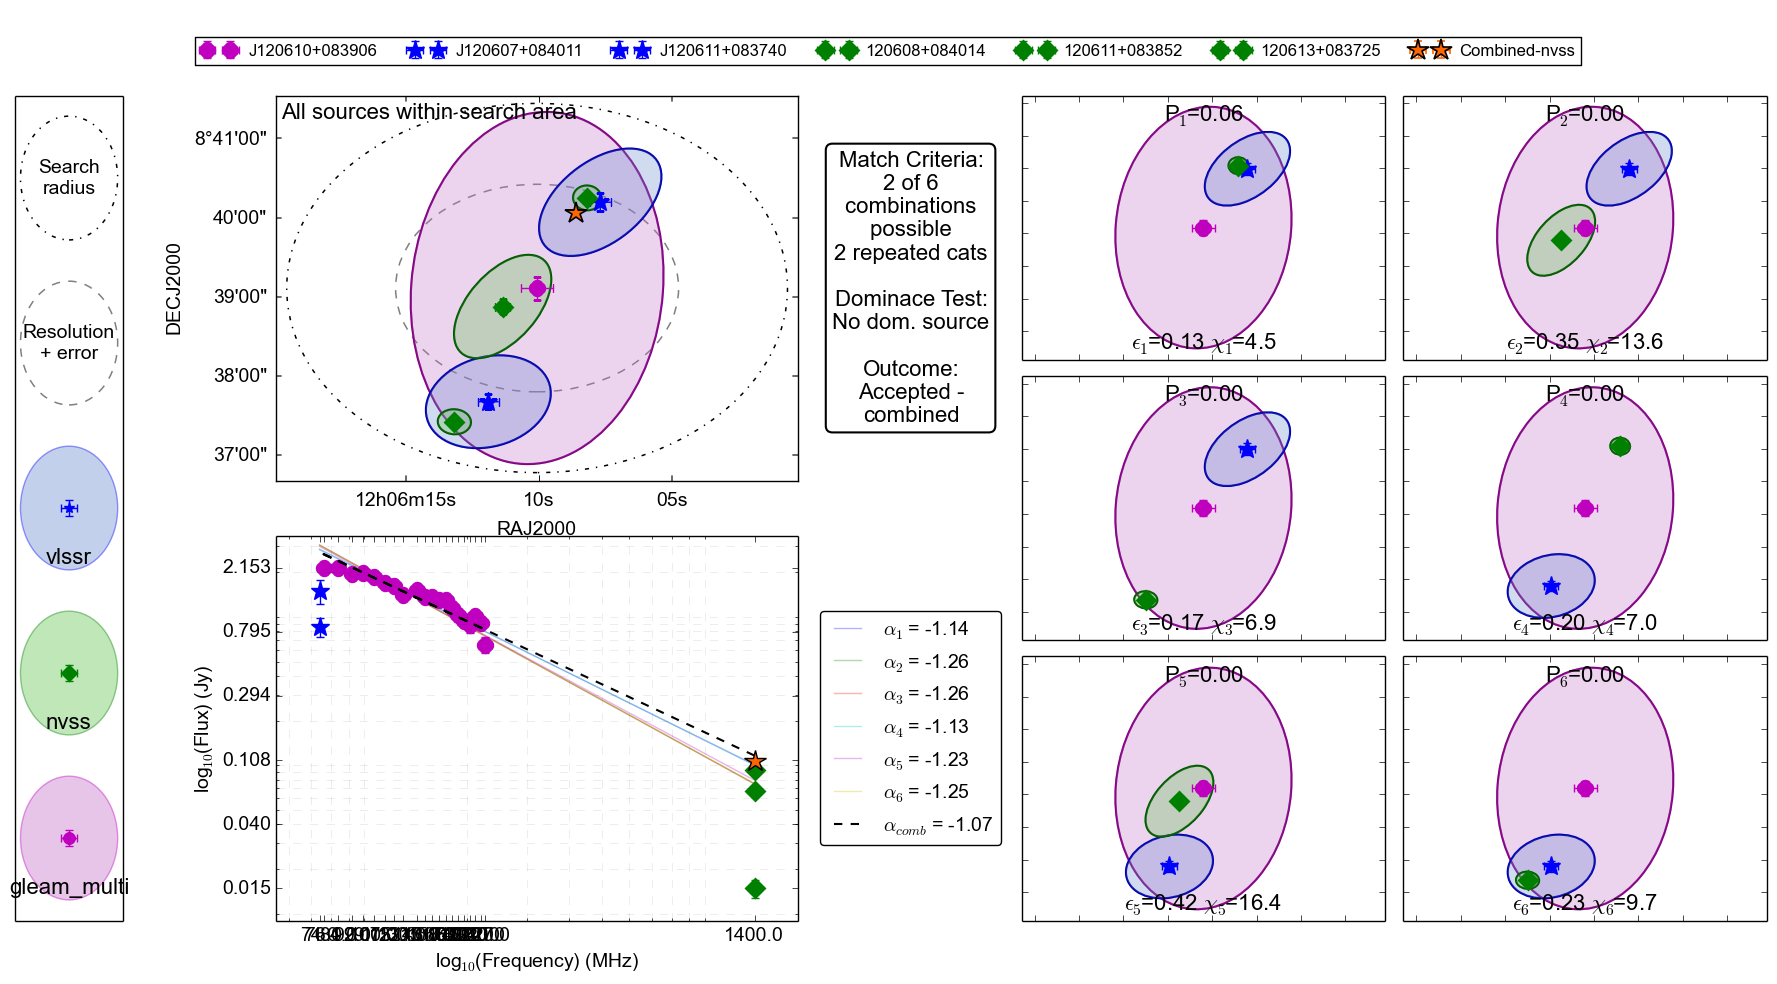 J120610+083906 J120607+084011 J120611+083740 120608+084014 120611+083852 120613+083725 Combined-nvss
Search
radius
Resolution
+ error
vlssr
nvss
gleam_multi
All sources within search area
8°41'00"
40'00"
39'00"
38'00"
37'00"
DECJ2000
12h06m15s 10s 05s
RAJ2000
Match Criteria:
2 of 6
combinations
possible
2 repeated cats
Dominace Test:
No dom. source
Outcome:
Accepted -
combined
2.153
0.795
0.294
0.108
0.040
0.015
log10(Flux) (Jy)
1400.0
log10(Frequency) (MHz)
α1 = -1.14
α2 = -1.26
α3 = -1.26
α4 = -1.13
α5 = -1.23
α6 = -1.25
αcomb = -1.07
P1=0.06
ϵ1=0.13 χ1=4.5
P2=0.00
ϵ2=0.35 χ2=13.6
P3=0.00
ϵ3=0.17 χ3=6.9
P4=0.00
ϵ4=0.20 χ4=7.0
P5=0.00
ϵ5=0.42 χ5=16.4
P6=0.00
ϵ6=0.23 χ6=9.7